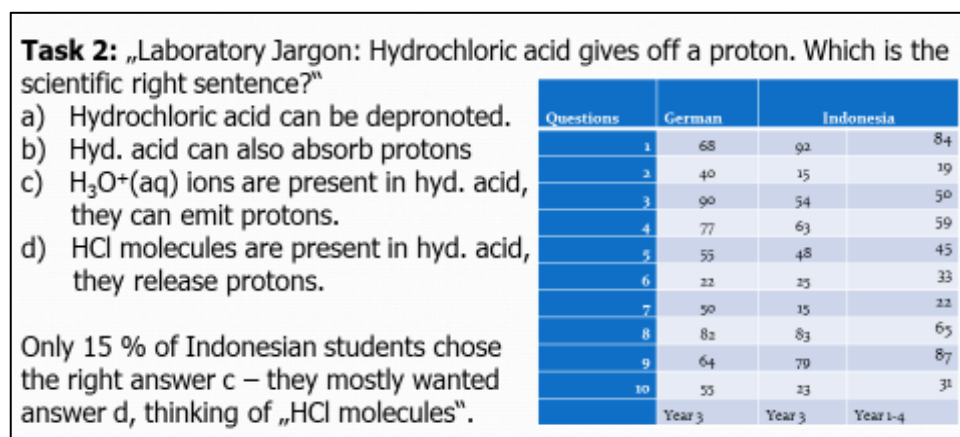 Task 2: „Laboratory Jargon: Hydrochloric acid gives off a proton. Which is the
scientific right sentence?“
a) Hydrochloric acid can be depronoted.
b) Hyd. acid can also absorb protons
c) H₃O⁺(aq) ions are present in hyd. acid,
they can emit protons.
d) HCl molecules are present in hyd. acid,
they release protons.
Only 15 % of Indonesian students chose
the right answer c – they mostly wanted
answer d, thinking of „HCl molecules“.
Questions German Indonesia
1 68 92 84
2 40 15 19
3 90 54 50
4 77 63 59
5 55 48 45
6 22 25 33
7 50 15 22
8 82 83 65
9 64 79 87
10 55 23 31
Year 3 Year 3 Year 1-4